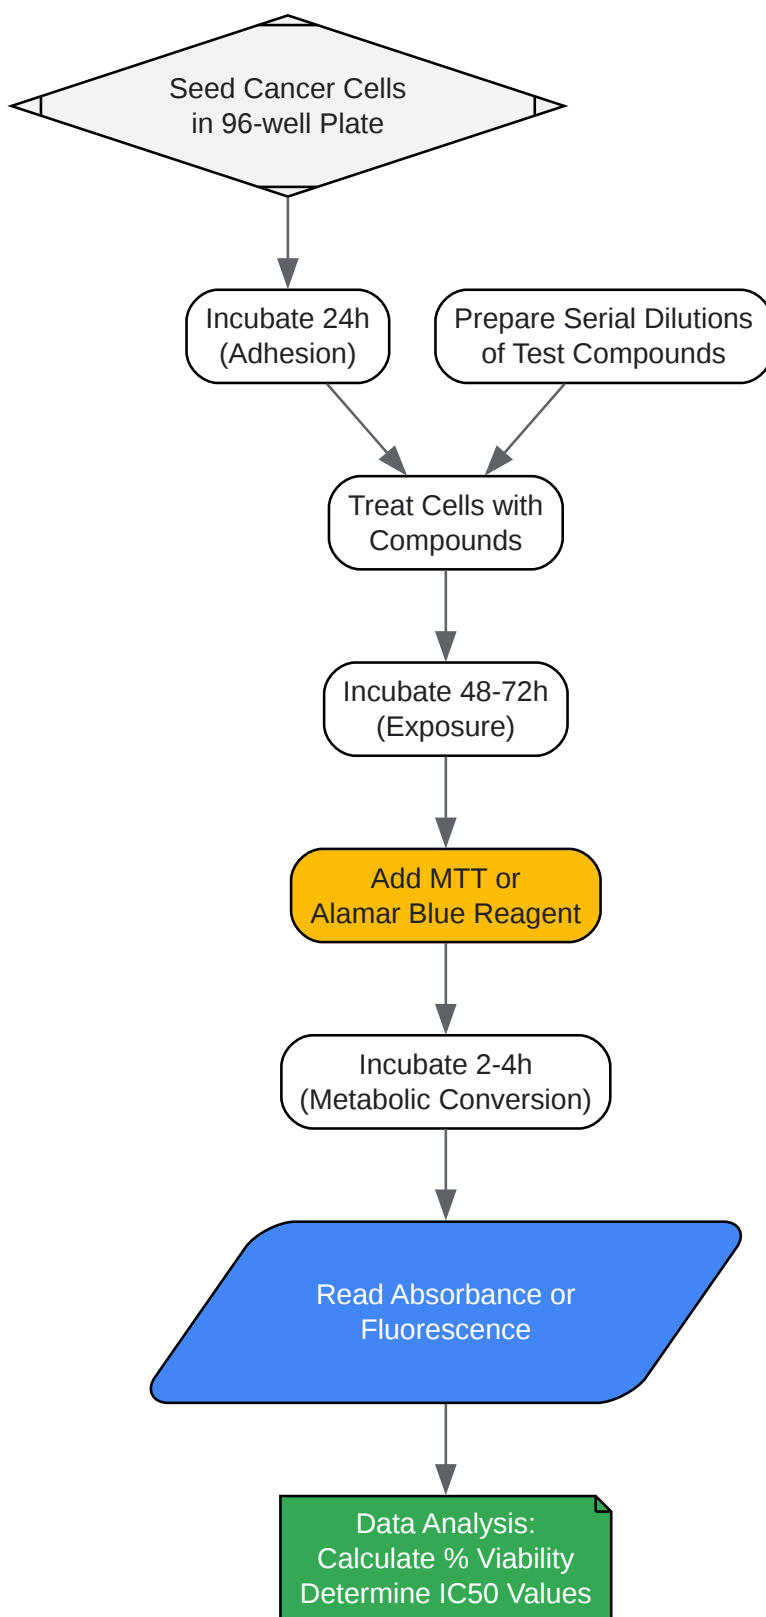 Seed Cancer Cells
in 96-well Plate
Incubate 24h
(Adhesion)
Prepare Serial Dilutions
of Test Compounds
Treat Cells with
Compounds
Incubate 48-72h
(Exposure)
Add MTT or
Alamar Blue Reagent
Incubate 2-4h
(Metabolic Conversion)
Read Absorbance or
Fluorescence
Data Analysis:
Calculate % Viability
Determine IC50 Values